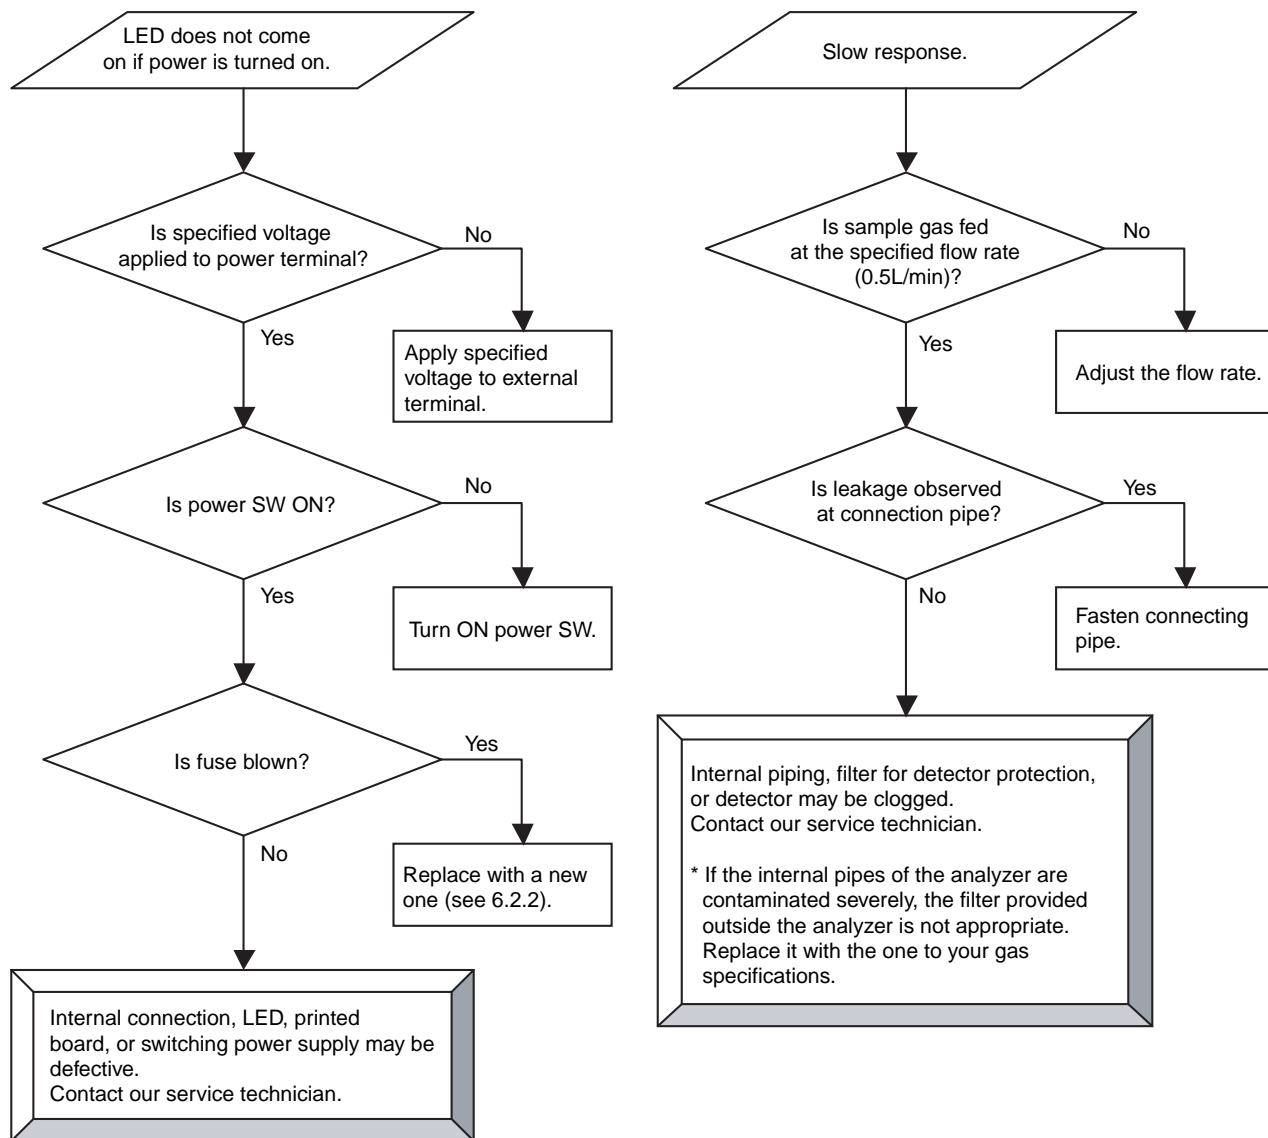 LED does not come
on if power is turned on.
Is specified voltage
applied to power terminal?
No
Yes
Apply specified
voltage to external
terminal.
Is power SW ON?
No
Yes
Turn ON power SW.
Is fuse blown?
Yes
No
Replace with a new
one (see 6.2.2).
Internal connection, LED, printed
board, or switching power supply may be
defective.
Contact our service technician.
Slow response.
Is sample gas fed
at the specified flow rate
(0.5L/min)?
No
Yes
Adjust the flow rate.
Is leakage observed
at connection pipe?
Yes
No
Fasten connecting
pipe.
Internal piping, filter for detector protection,
or detector may be clogged.
Contact our service technician.
* If the internal pipes of the analyzer are
contaminated severely, the filter provided
outside the analyzer is not appropriate.
Replace it with the one to your gas
specifications.